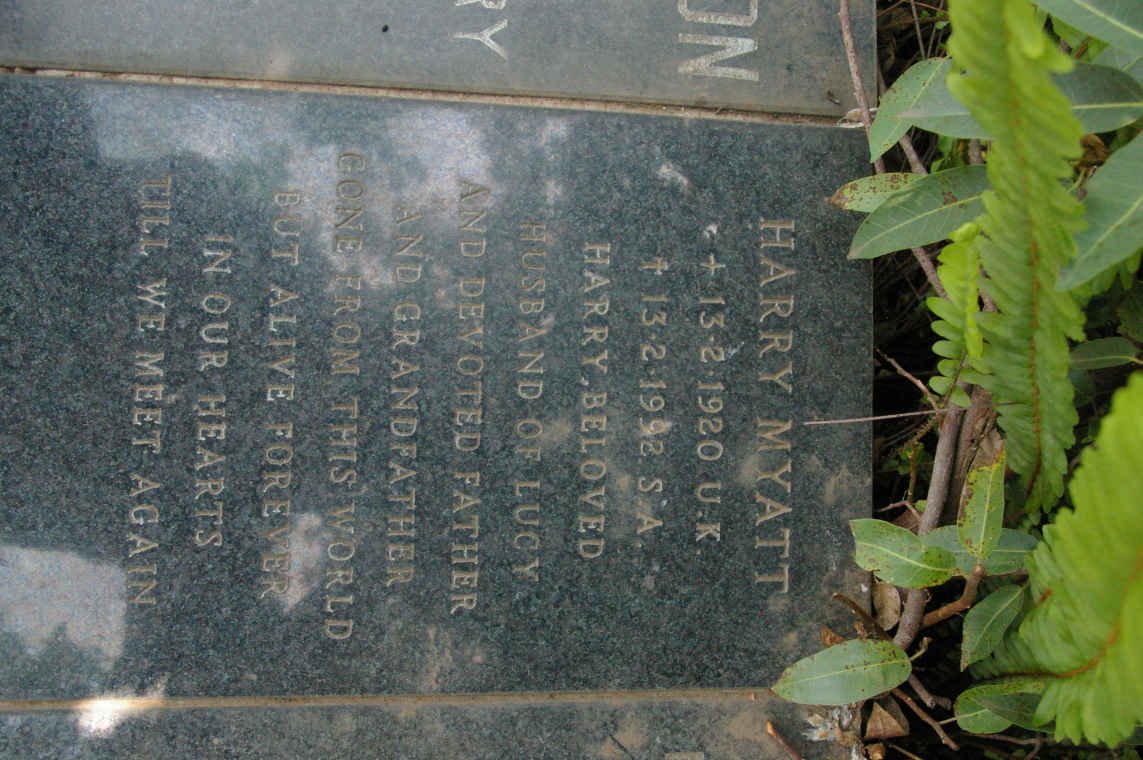 HARRY MYATT
+ 13.2.1920 U.K.
+ 13.2.1992 S.A.
HARRY, BELOVED
HUSBAND OF LUCY
AND DEVOTED FATHER
AND GRANDFATHER
GONE FROM THIS WORLD
BUT ALIVE FOREVER
IN OUR HEARTS
TILL WE MEET AGAIN